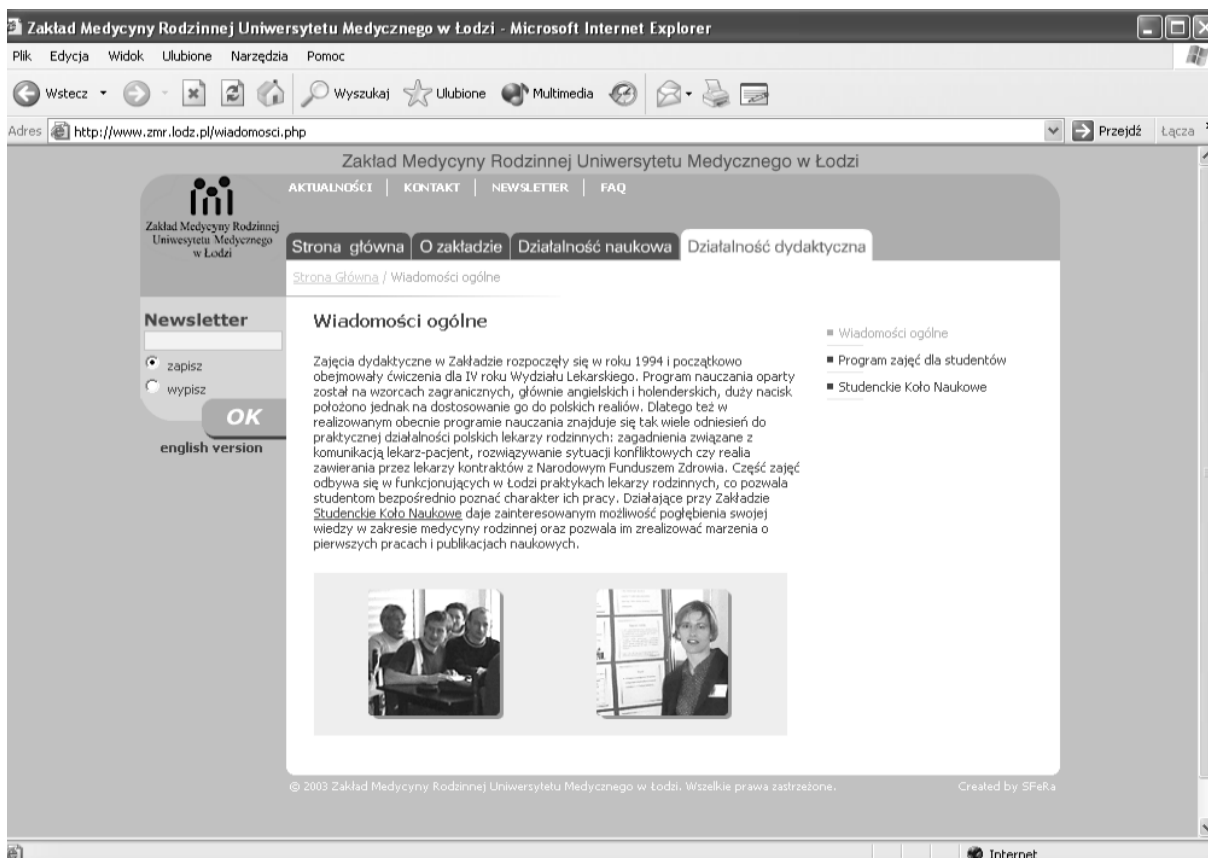 Zakład Medycyny Rodzinnej Uniwersytetu Medycznego w Łodzi - Microsoft Internet Explorer
Plik Edycja Widok Ulubione Narzędzia Pomoc
Wstecz Wyszukaj Ulubione Multimedia
Adres http://www.zmr.lodz.pl/wiadomosci.php Przejdź Łącza
Zakład Medycyny Rodzinnej Uniwersytetu Medycznego w Łodzi
AKTUALNOŚCI KONTAKT NEWSLETTER FAQ
Zakład Medycyny Rodzinnej
Uniwesytetu Medycznego
w Łodzi
Strona główna O zakładzie Działalność naukowa Działalność dydaktyczna
Strona Główna / Wiadomości ogólne
Newsletter
zapisz
wypisz
OK
english version
Wiadomości ogólne
Zajęcia dydaktyczne w Zakładzie rozpoczęły się w roku 1994 i początkowo
obejmowały ćwiczenia dla IV roku Wydziału Lekarskiego. Program nauczania oparty
został na wzorcach zagranicznych, głównie angielskich i holenderskich, duży nacisk
położono jednak na dostosowanie go do polskich realiów. Dlatego też w
realizowanym obecnie programie nauczania znajduje się tak wiele odniesień do
praktycznej działalności polskich lekarzy rodzinnych: zagadnienia związane z
komunikacją lekarz-pacjent, rozwiązywanie sytuacji konfliktowych czy realia
zawierania przez lekarzy kontraktów z Narodowym Funduszem Zdrowia. Część zajęć
odbywa się w funkcjonujących w Łodzi praktykach lekarzy rodzinnych, co pozwala
studentom bezpośrednio poznać charakter ich pracy. Działające przy Zakładzie
Studenckie Koło Naukowe daje zainteresowanym możliwość pogłębienia swojej
wiedzy w zakresie medycyny rodzinnej oraz pozwala im zrealizować marzenia o
pierwszych pracach i publikacjach naukowych.
Wiadomości ogólne
Program zajęć dla studentów
Studenckie Koło Naukowe
© 2003 Zakład Medycyny Rodzinnej Uniwersytetu Medycznego w Łodzi. Wszelkie prawa zastrzeżone. Created by SFeRa
Internet